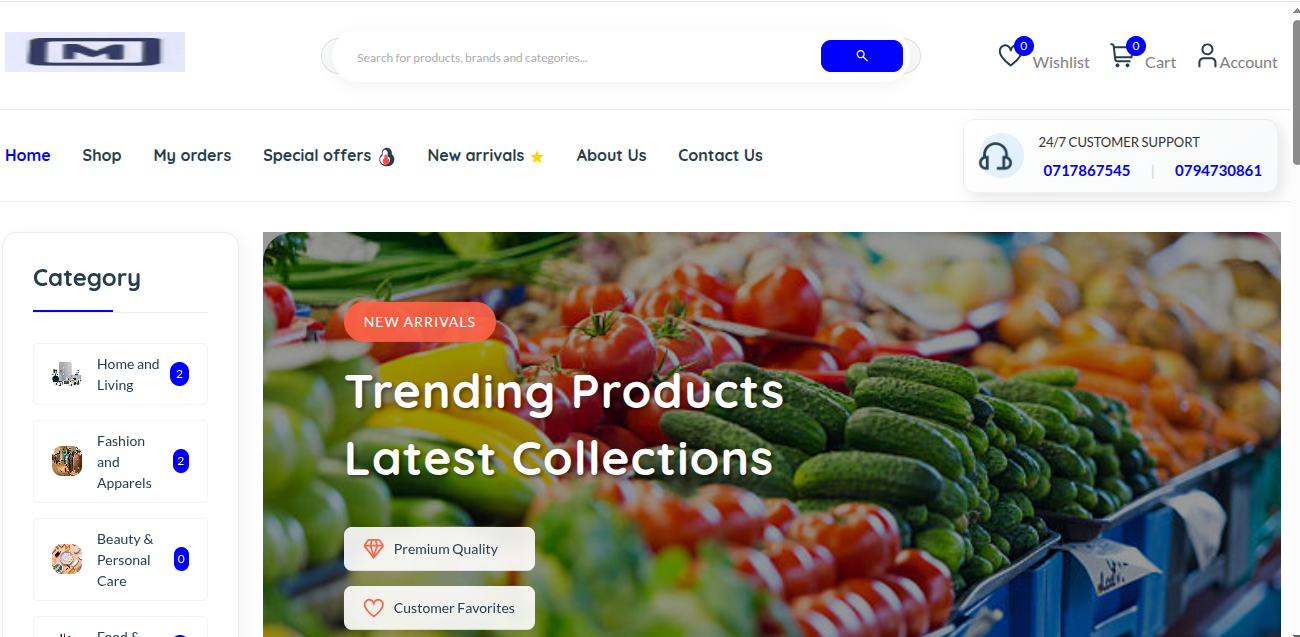 M
Search for products, brands and categories...
0
Wishlist
0
Cart
Account
Home
Shop
My orders
Special offers
New arrivals
About Us
Contact Us
24/7 CUSTOMER SUPPORT
0717867545 | 0794730861
Category
Home and
Living
2
Fashion
and
Apparels
2
Beauty &
Personal
Care
0
Food &
NEW ARRIVALS
Trending Products
Latest Collections
Premium Quality
Customer Favorites